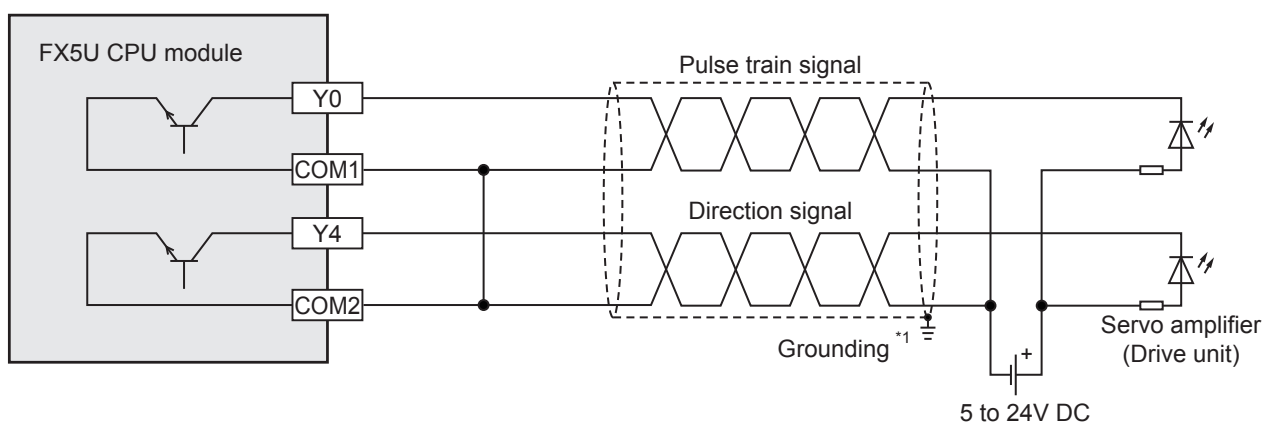 FX5U CPU module
Pulse train signal
Y0
COM1
Direction signal
Y4
COM2
Grounding *1
Servo amplifier
(Drive unit)
+
5 to 24V DC